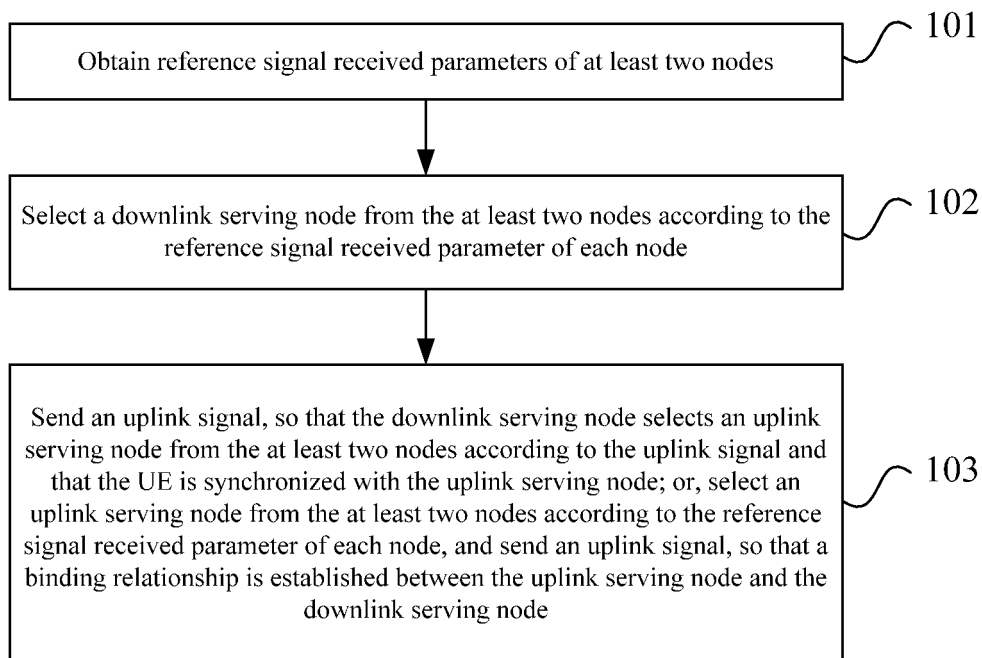 101
Obtain reference signal received parameters of at least two nodes
102
Select a downlink serving node from the at least two nodes according to the
reference signal received parameter of each node
Send an uplink signal, so that the downlink serving node selects an uplink
serving node from the at least two nodes according to the uplink signal and
that the UE is synchronized with the uplink serving node; or, select an
103
uplink serving node from the at least two nodes according to the reference
signal received parameter of each node, and send an uplink signal, so that a
binding relationship is established between the uplink serving node and the
downlink serving node